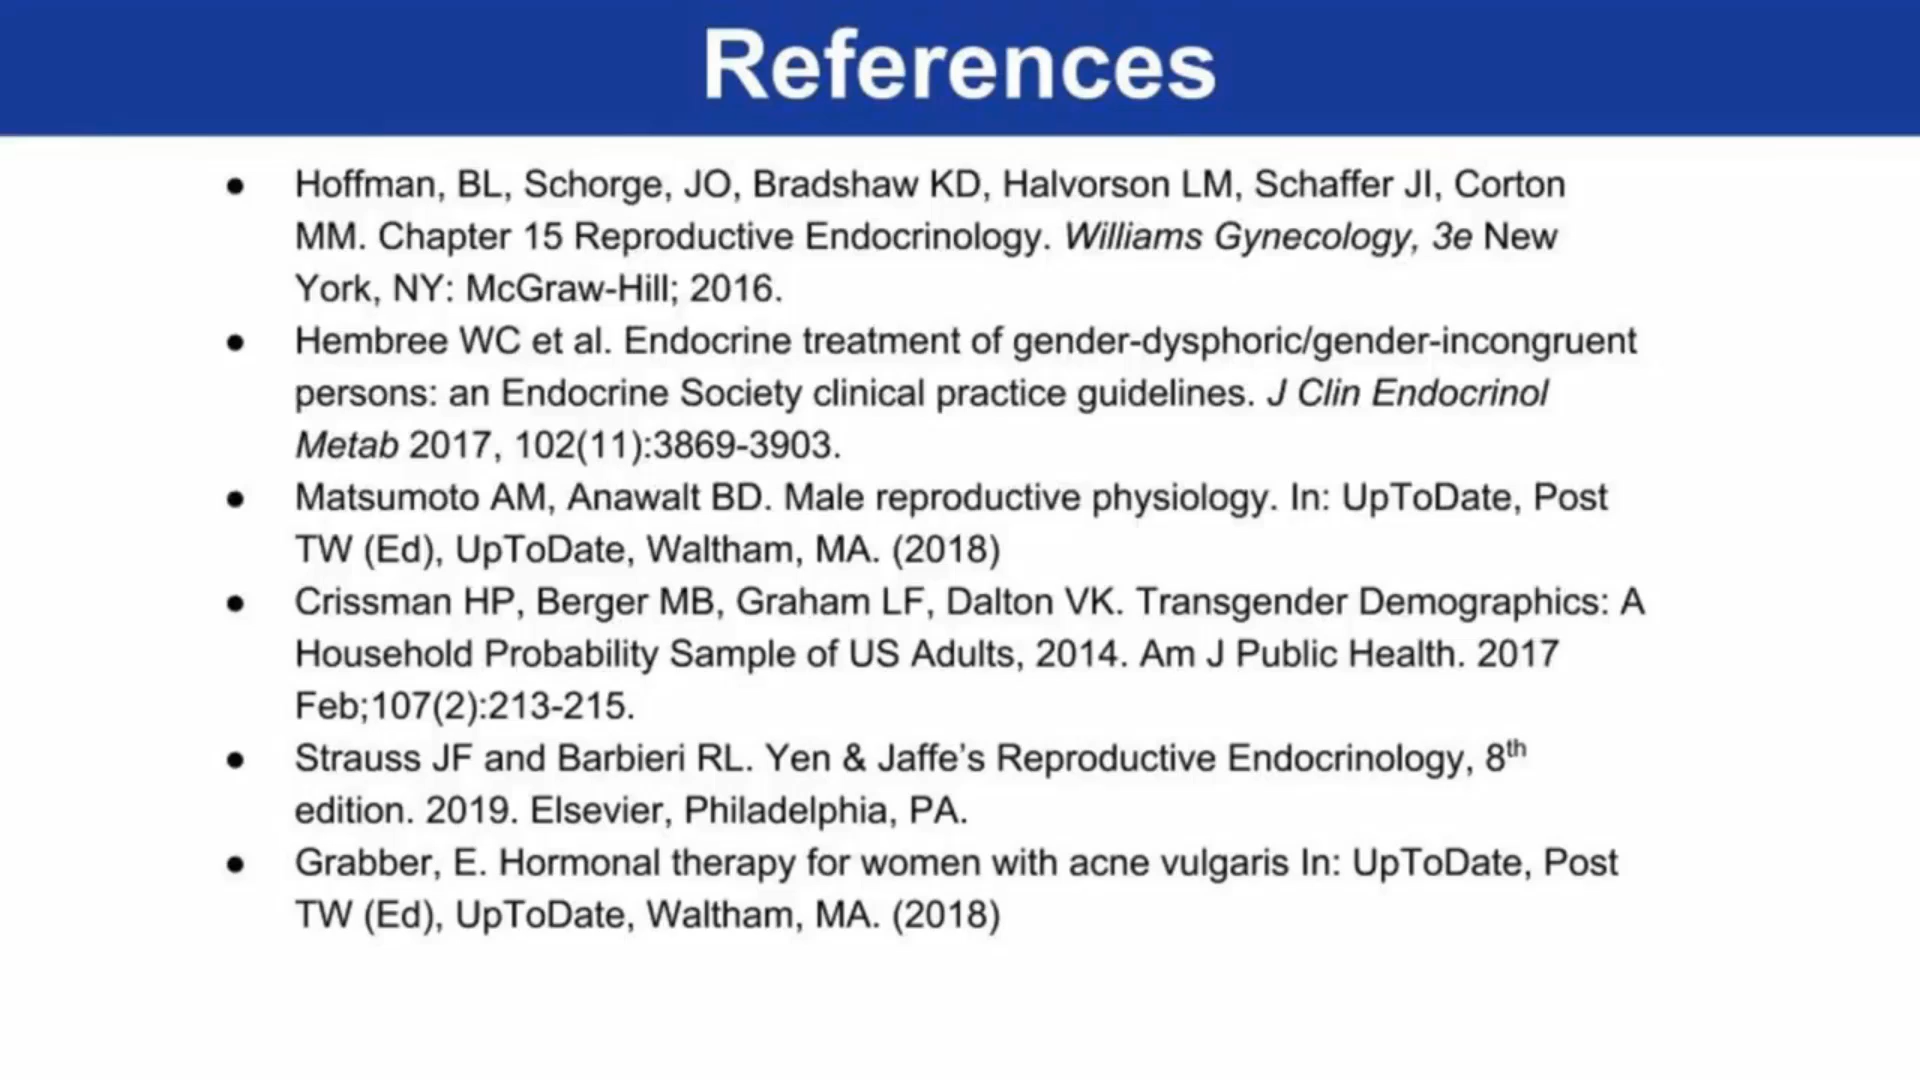 References
● Hoffman, BL, Schorge, JO, Bradshaw KD, Halvorson LM, Schaffer JI, Corton
MM. Chapter 15 Reproductive Endocrinology. Williams Gynecology, 3e New
York, NY: McGraw-Hill; 2016.
● Hembree WC et al. Endocrine treatment of gender-dysphoric/gender-incongruent
persons: an Endocrine Society clinical practice guidelines. J Clin Endocrinol
Metab 2017, 102(11):3869-3903.
● Matsumoto AM, Anawalt BD. Male reproductive physiology. In: UpToDate, Post
TW (Ed), UpToDate, Waltham, MA. (2018)
● Crissman HP, Berger MB, Graham LF, Dalton VK. Transgender Demographics: A
Household Probability Sample of US Adults, 2014. Am J Public Health. 2017
Feb;107(2):213-215.
● Strauss JF and Barbieri RL. Yen & Jaffe’s Reproductive Endocrinology, 8th
edition. 2019. Elsevier, Philadelphia, PA.
● Grabber, E. Hormonal therapy for women with acne vulgaris In: UpToDate, Post
TW (Ed), UpToDate, Waltham, MA. (2018)